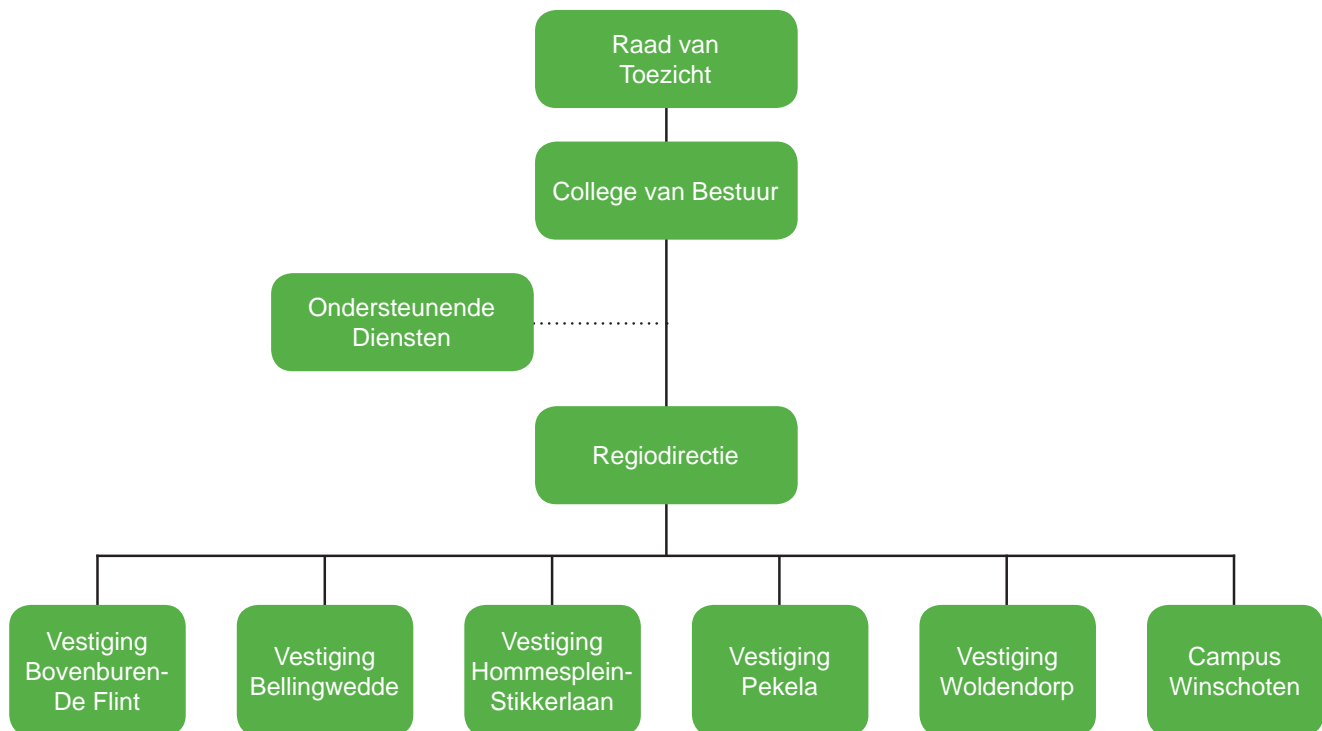 Raad van
Toezicht
College van Bestuur
Ondersteunende
Diensten
Regiodirectie
Vestiging
Bovenburen-
De Flint
Vestiging
Bellingwedde
Vestiging
Hommesplein-
Stikkerlaan
Vestiging
Pekela
Vestiging
Woldendorp
Campus
Winschoten